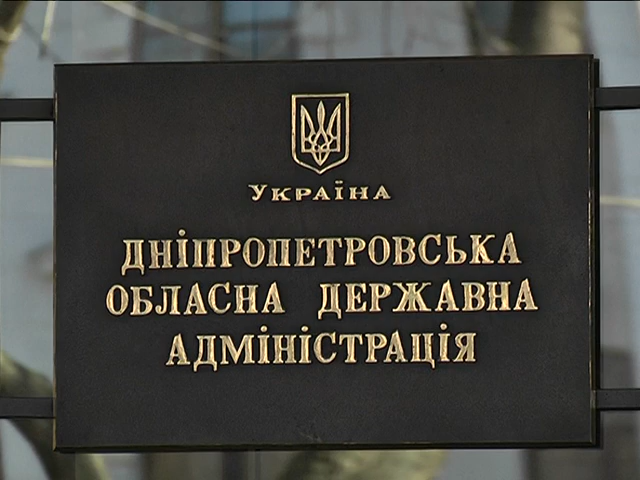 Україна
ДНІПРОПЕТРОВСЬКА
ОБЛАСНА ДЕРЖАВНА
АДМІНІСТРАЦІЯ